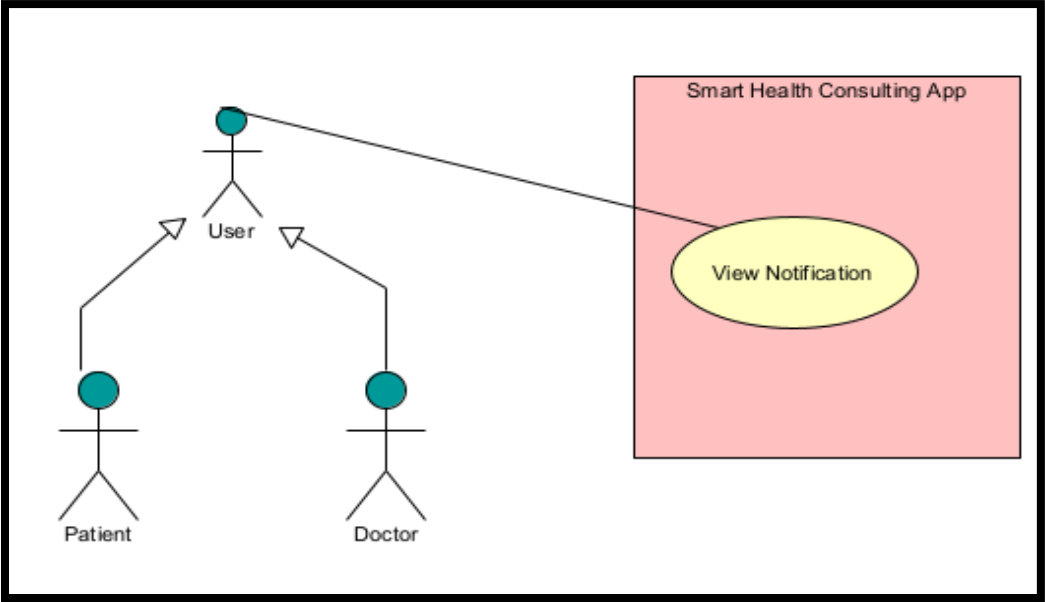 Smart Health Consulting App
User
View Notification
Patient
Doctor